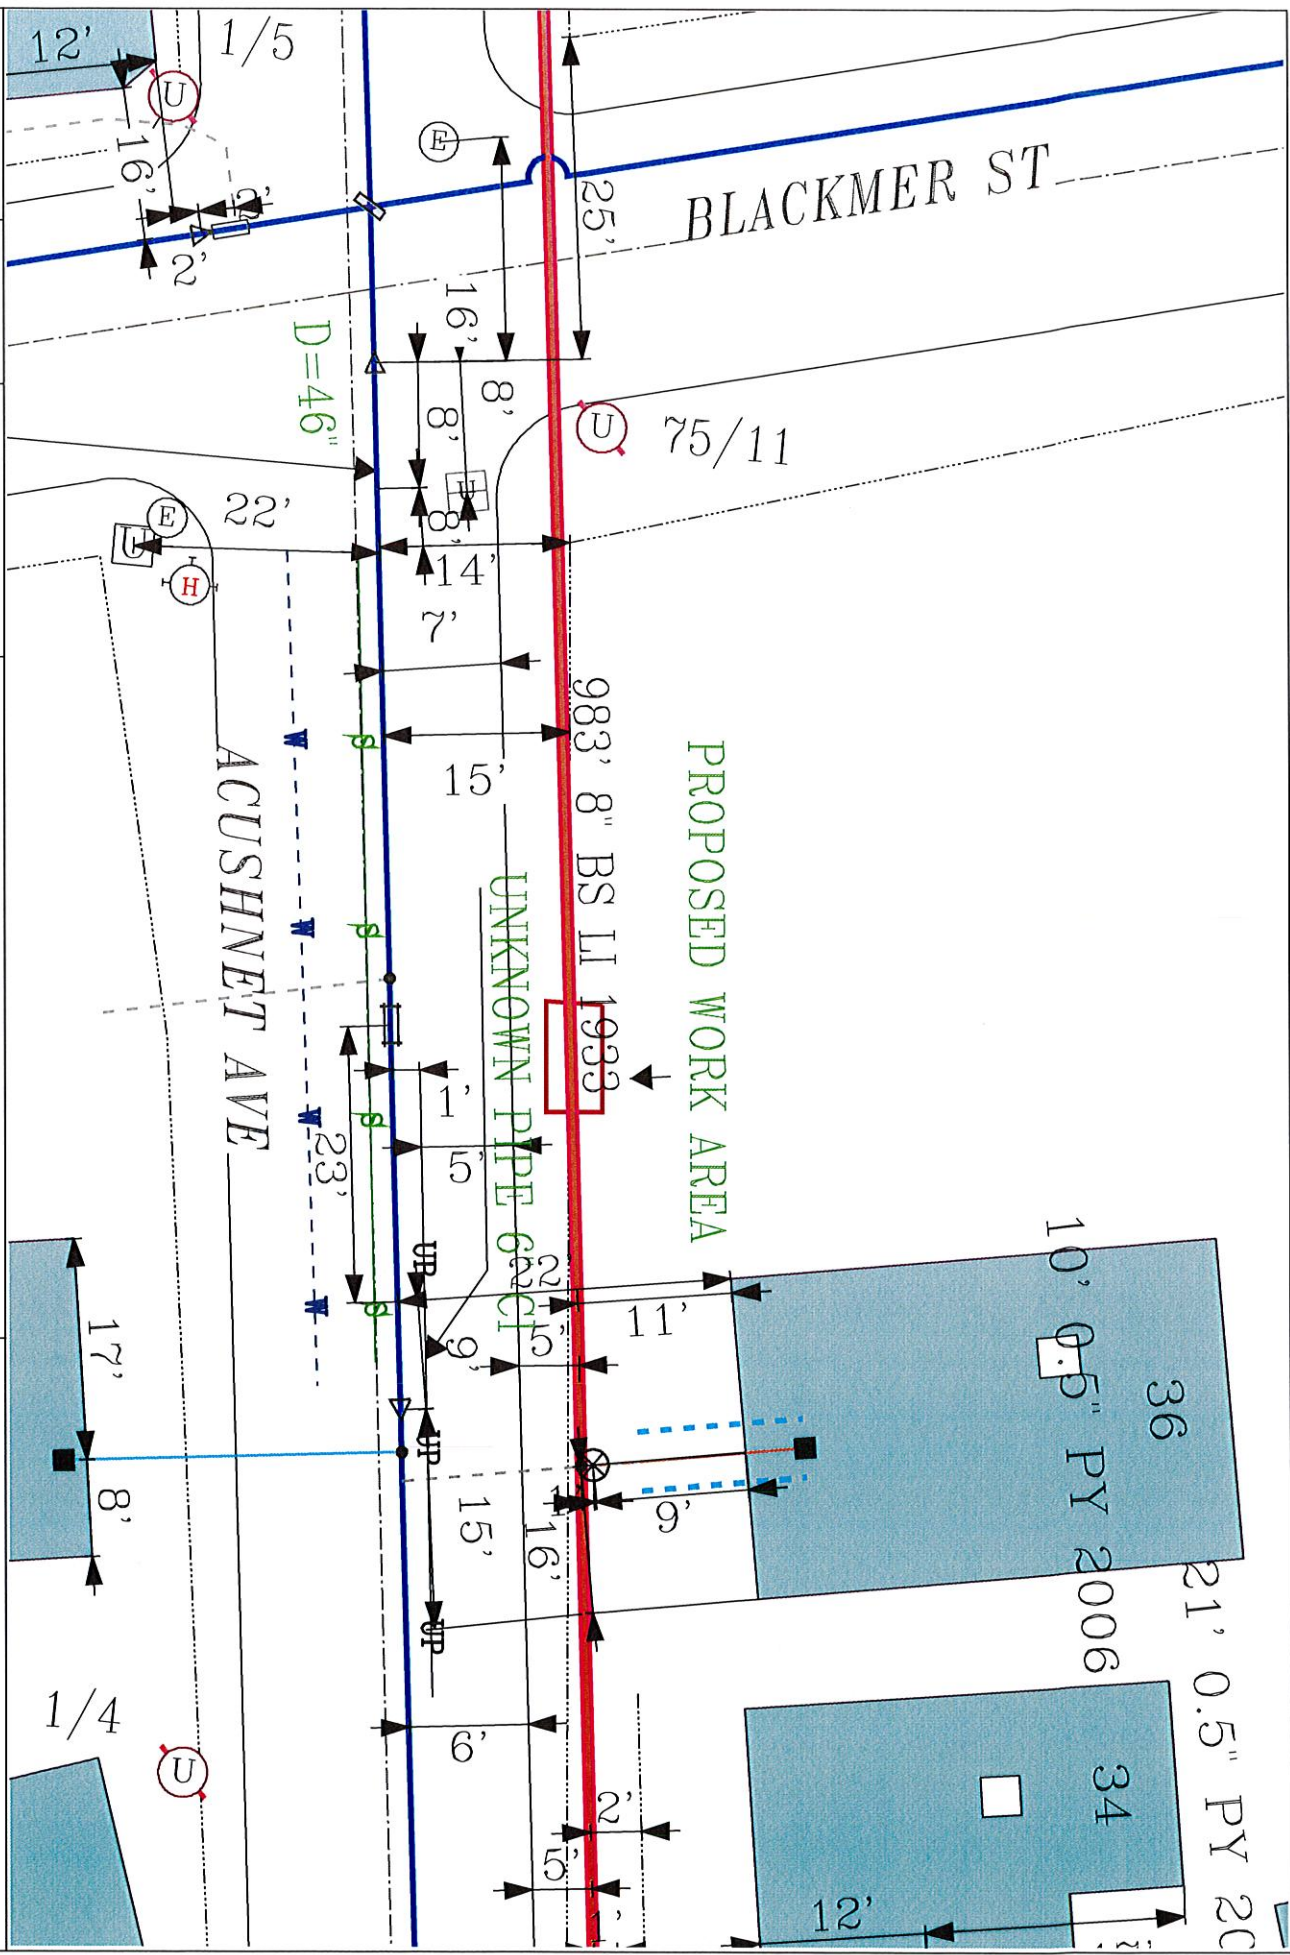 12'
1/5
U
16'
2'
2'
E
25'
BLACKMER ST
16'
8'
8'
8'
D=46"
U
75/11
U
22'
E
U
H
14'
7'
15'
983' 8" BS LI 1933
PROPOSED WORK AREA
UNKNOWN PIPE 6" CI
ACUSHNET AVE
W
W
W
W
S
S
S
S
1'
5'
23'
UP
22'
11'
5'
9'
10' 0.5" PY 2006
36
17'
8'
UP
15'
16'
1'
9'
UP
21' 0.5" PY 20
34
1/4
U
6'
2'
5'
1'
12'